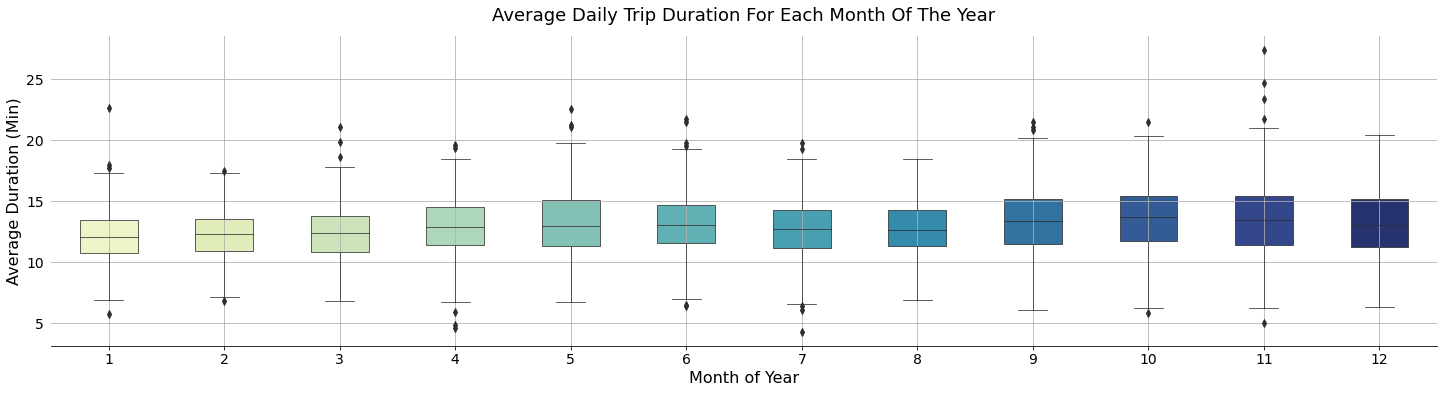 Average Daily Trip Duration For Each Month Of The Year
Average Duration (Min)
25
20
15
10
5
1 2 3 4 5 6 7 8 9 10 11 12
Month of Year